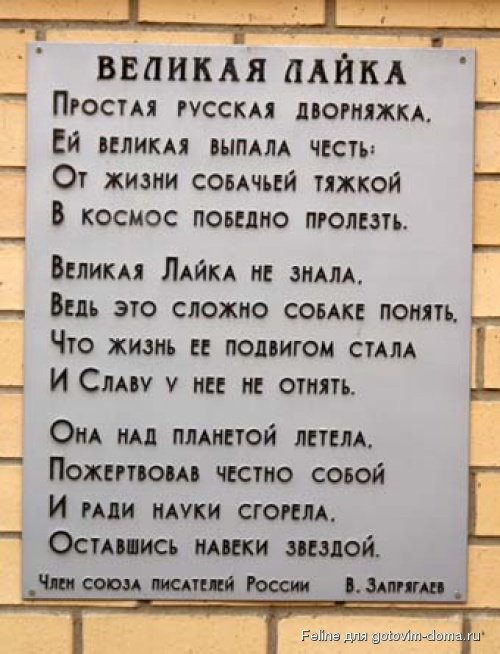 ВЕЛИКАЯ ЛАЙКА
ПРОСТАЯ РУССКАЯ ДВОРНЯЖКА,
ЕЙ ВЕЛИКАЯ ВЫПАЛА ЧЕСТЬ:
ОТ ЖИЗНИ СОБАЧЬЕЙ ТЯЖКОЙ
В КОСМОС ПОБЕДНО ПРОЛЕЗТЬ.
ВЕЛИКАЯ ЛАЙКА НЕ ЗНАЛА,
ВЕДЬ ЭТО СЛОЖНО СОБАКЕ ПОНЯТЬ,
ЧТО ЖИЗНЬ ЕЕ ПОДВИГОМ СТАЛА
И СЛАВУ У НЕЕ НЕ ОТНЯТЬ.
ОНА НАД ПЛАНЕТОЙ ЛЕТЕЛА,
ПОЖЕРТВОВАВ ЧЕСТНО СОБОЙ
И РАДИ НАУКИ СГОРЕЛА,
ОСТАВШИСЬ НАВЕКИ ЗВЕЗДОЙ.
ЧЛЕН СОЮЗА ПИСАТЕЛЕЙ РОССИИ В. ЗАПРЯГАЕВ
Feline для gotovim-doma.ru